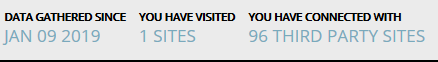 DATA GATHERED SINCE YOU HAVE VISITED YOU HAVE CONNECTED WITH
JAN 09 2019 1 SITES 96 THIRD PARTY SITES